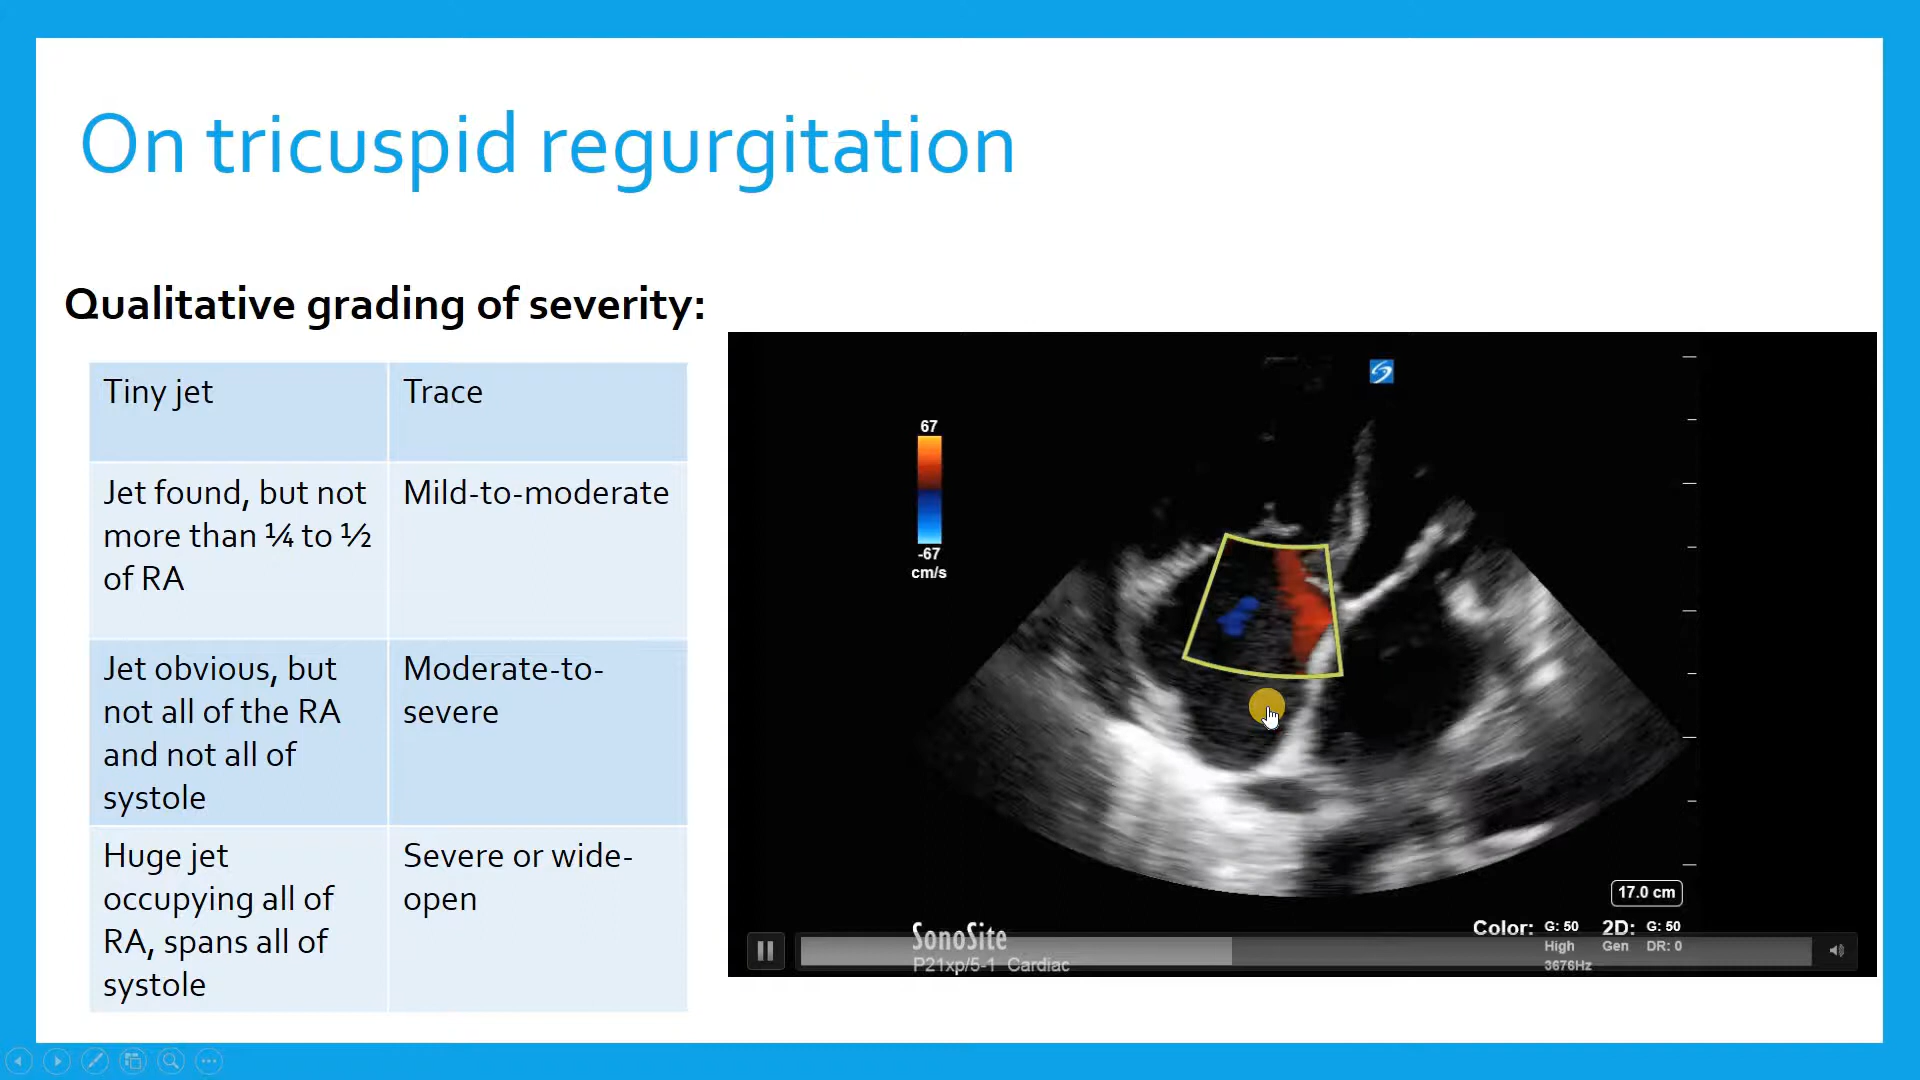 On tricuspid regurgitation
Qualitative grading of severity:
Tiny jet
Trace
Jet found, but not
more than ¼ to ½
of RA
Mild-to-moderate
Jet obvious, but
not all of the RA
and not all of
systole
Moderate-to-
severe
Huge jet
occupying all of
RA, spans all of
systole
Severe or wide-
open
67
-67
cm/s
17.0 cm
SonoSite
P21xp/5-1 Cardiac
Color: G: 50 2D: G: 50
High Gen DR: 0
3676Hz